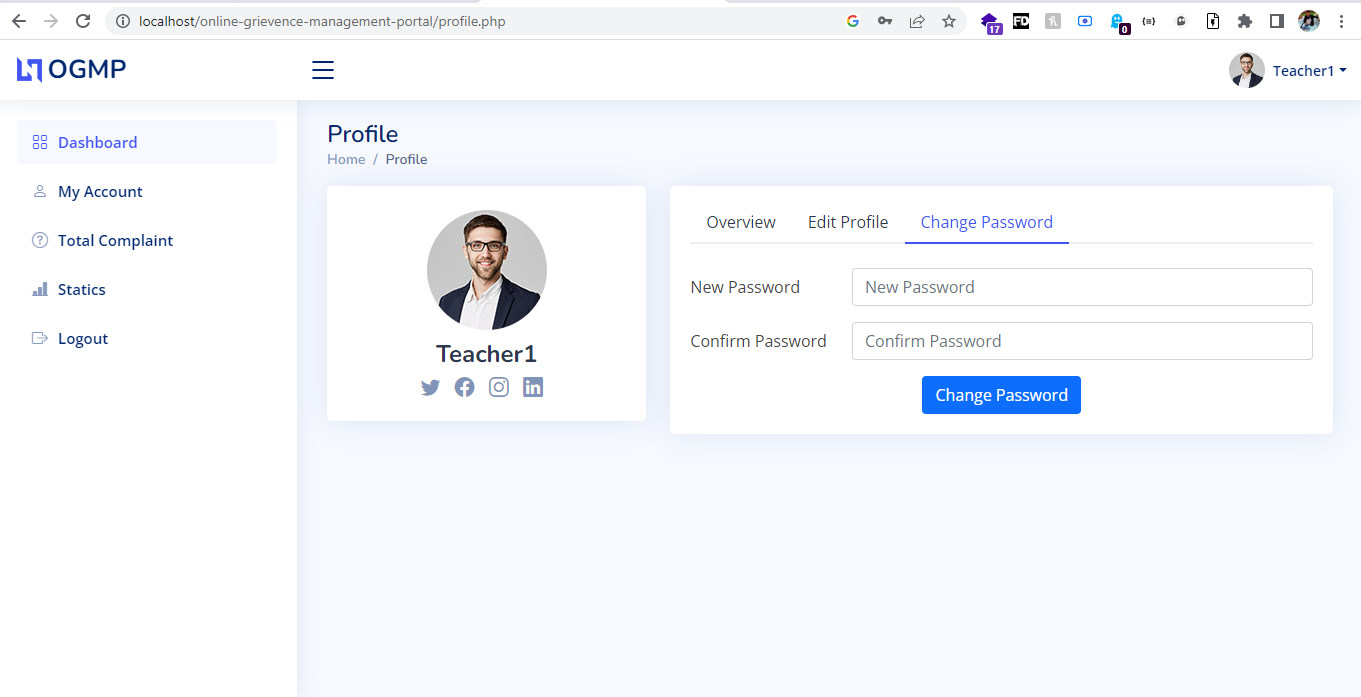 localhost/online-grievence-management-portal/profile.php
17
FD
0
OGMP
Teacher1
Dashboard
My Account
Total Complaint
Statics
Logout
Profile
Home / Profile
Teacher1
Overview Edit Profile Change Password
New Password New Password
Confirm Password Confirm Password
Change Password